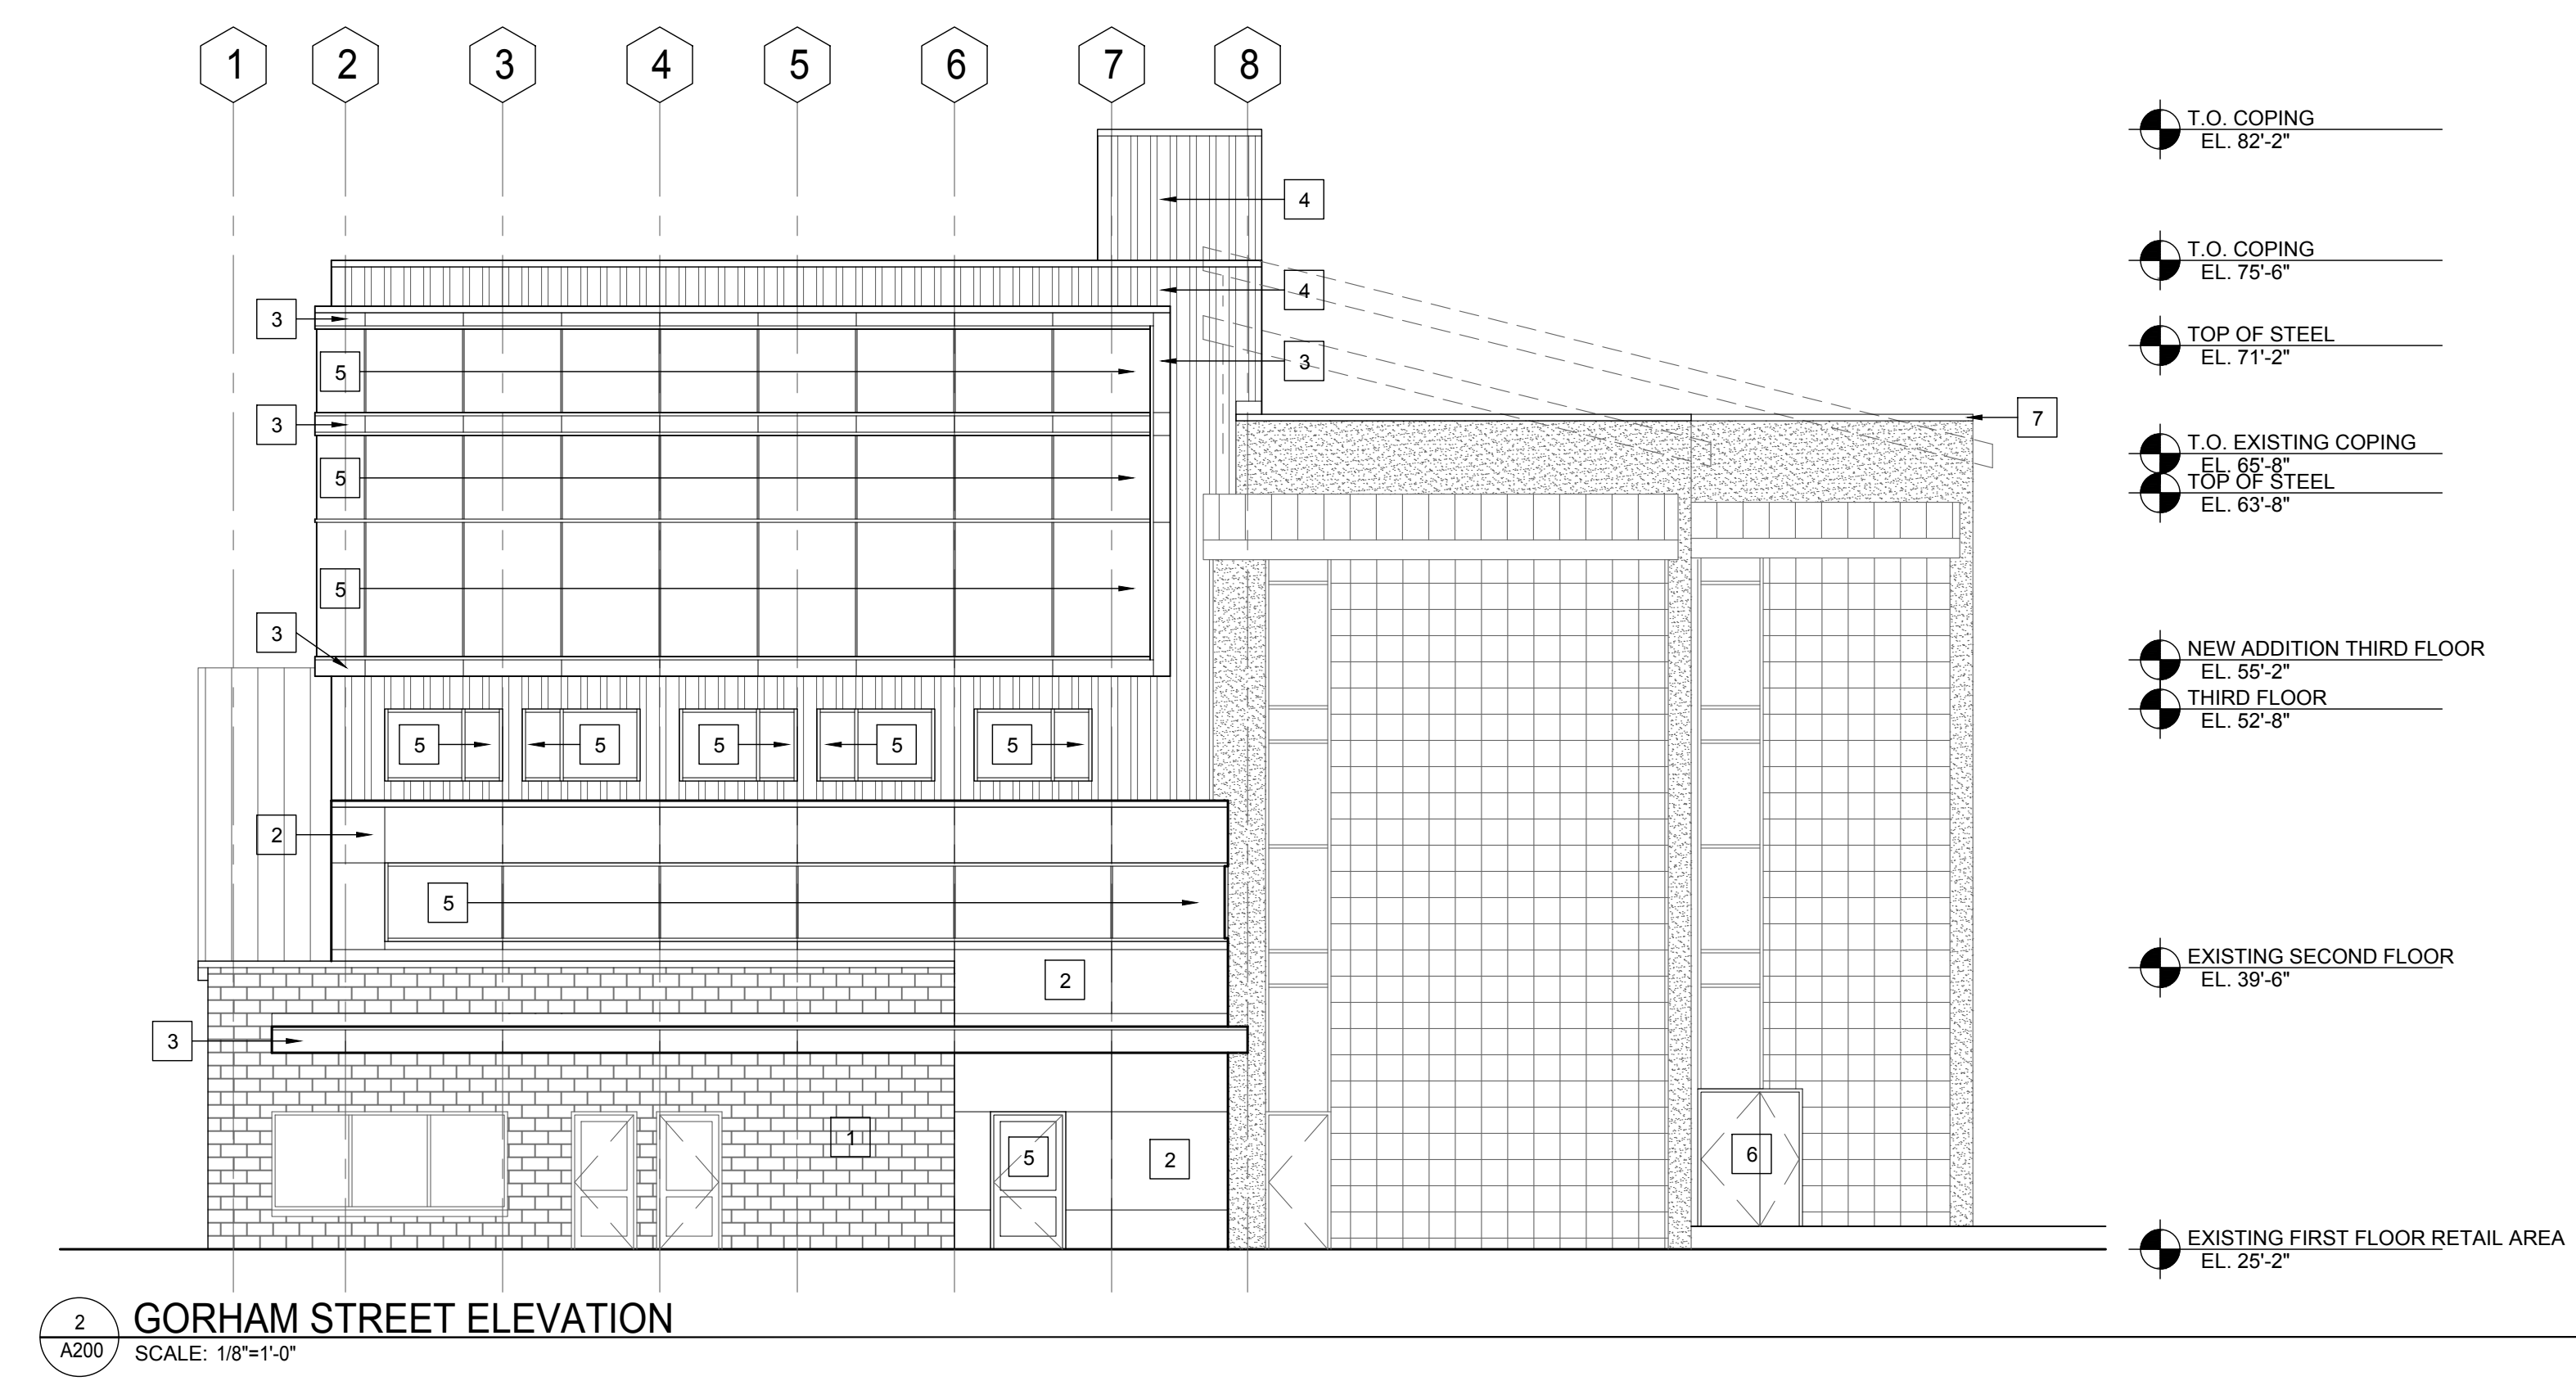 1 2 3 4 5 6 7 8
T.O. COPING
EL. 82'-2"
4
T.O. COPING
EL. 75'-6"
4
3
TOP OF STEEL
EL. 71'-2"
3
5
7
3
T.O. EXISTING COPING
EL. 65'-8"
5
TOP OF STEEL
EL. 63'-8"
5
3
NEW ADDITION THIRD FLOOR
EL. 55'-2"
THIRD FLOOR
EL. 52'-8"
5 5 5 5 5
2
5
EXISTING SECOND FLOOR
EL. 39'-6"
2
3
1
5
2
6
EXISTING FIRST FLOOR RETAIL AREA
EL. 25'-2"
2
GORHAM STREET ELEVATION
A200
SCALE: 1/8"=1'-0"